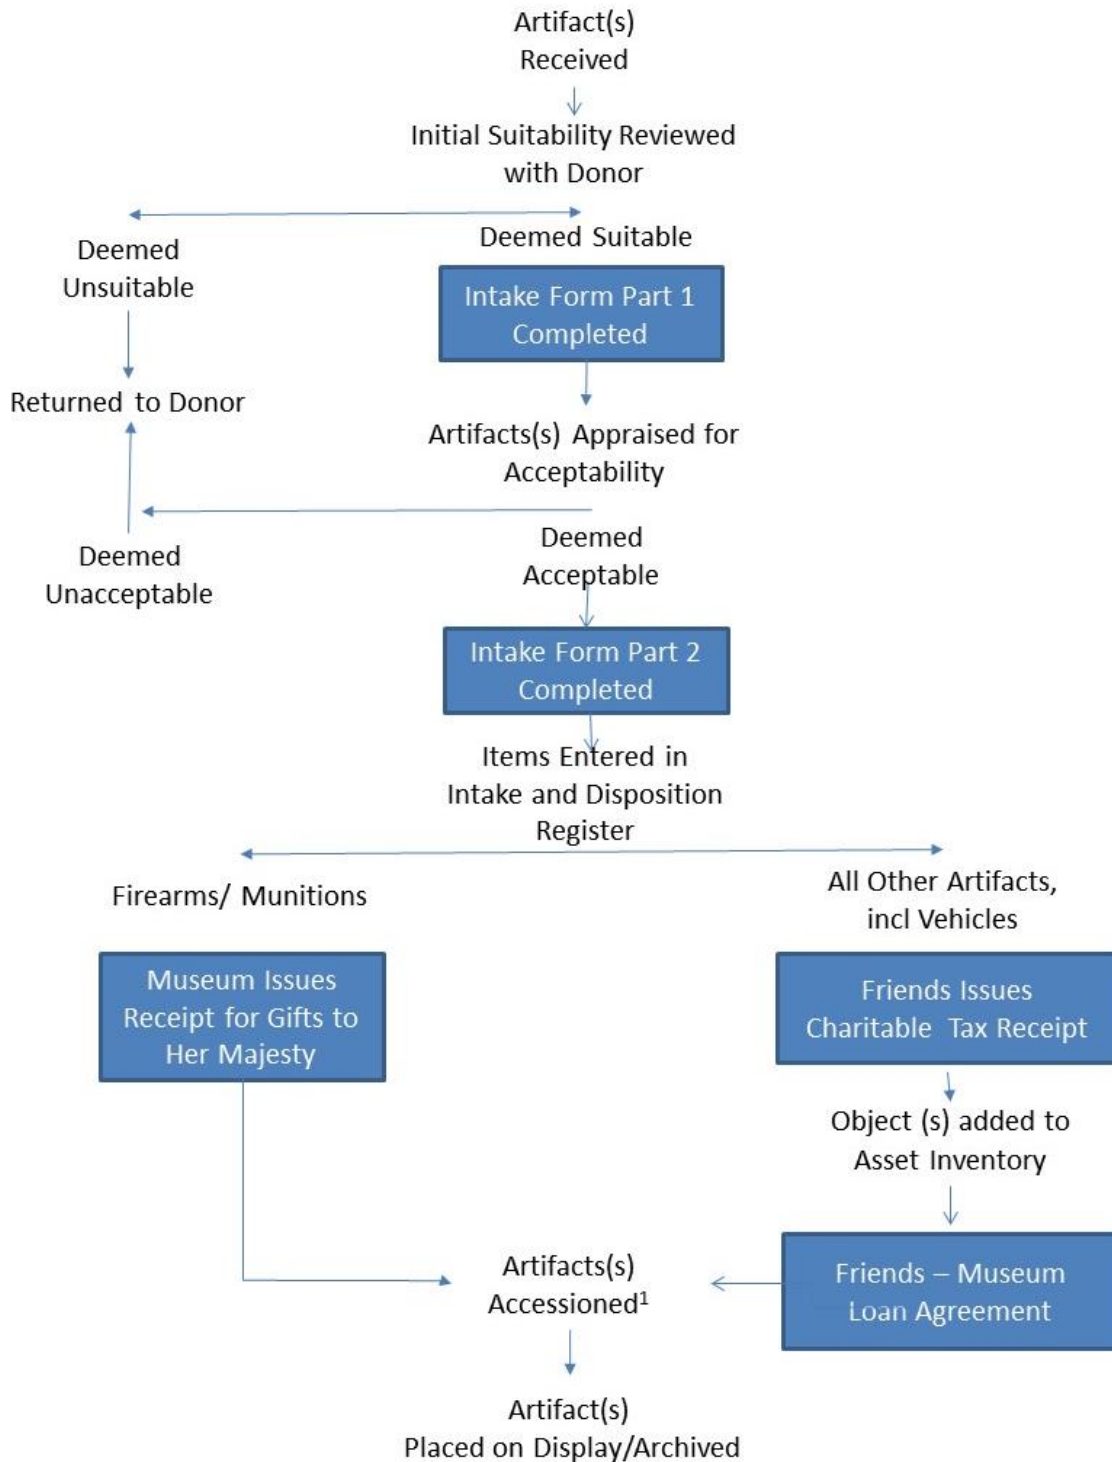 Artifact(s)
Received
Initial Suitability Reviewed
with Donor
Deemed
Unsuitable
Deemed Suitable
Intake Form Part 1
Completed
Returned to Donor
Artifacts(s) Appraised for
Acceptability
Deemed
Unacceptable
Deemed
Acceptable
Intake Form Part 2
Completed
Items Entered in
Intake and Disposition
Register
Firearms/ Munitions
All Other Artifacts,
incl Vehicles
Museum Issues
Receipt for Gifts to
Her Majesty
Friends Issues
Charitable Tax Receipt
Object (s) added to
Asset Inventory
Friends – Museum
Loan Agreement
Artifacts(s)
Accessioned¹
Artifact(s)
Placed on Display/Archived